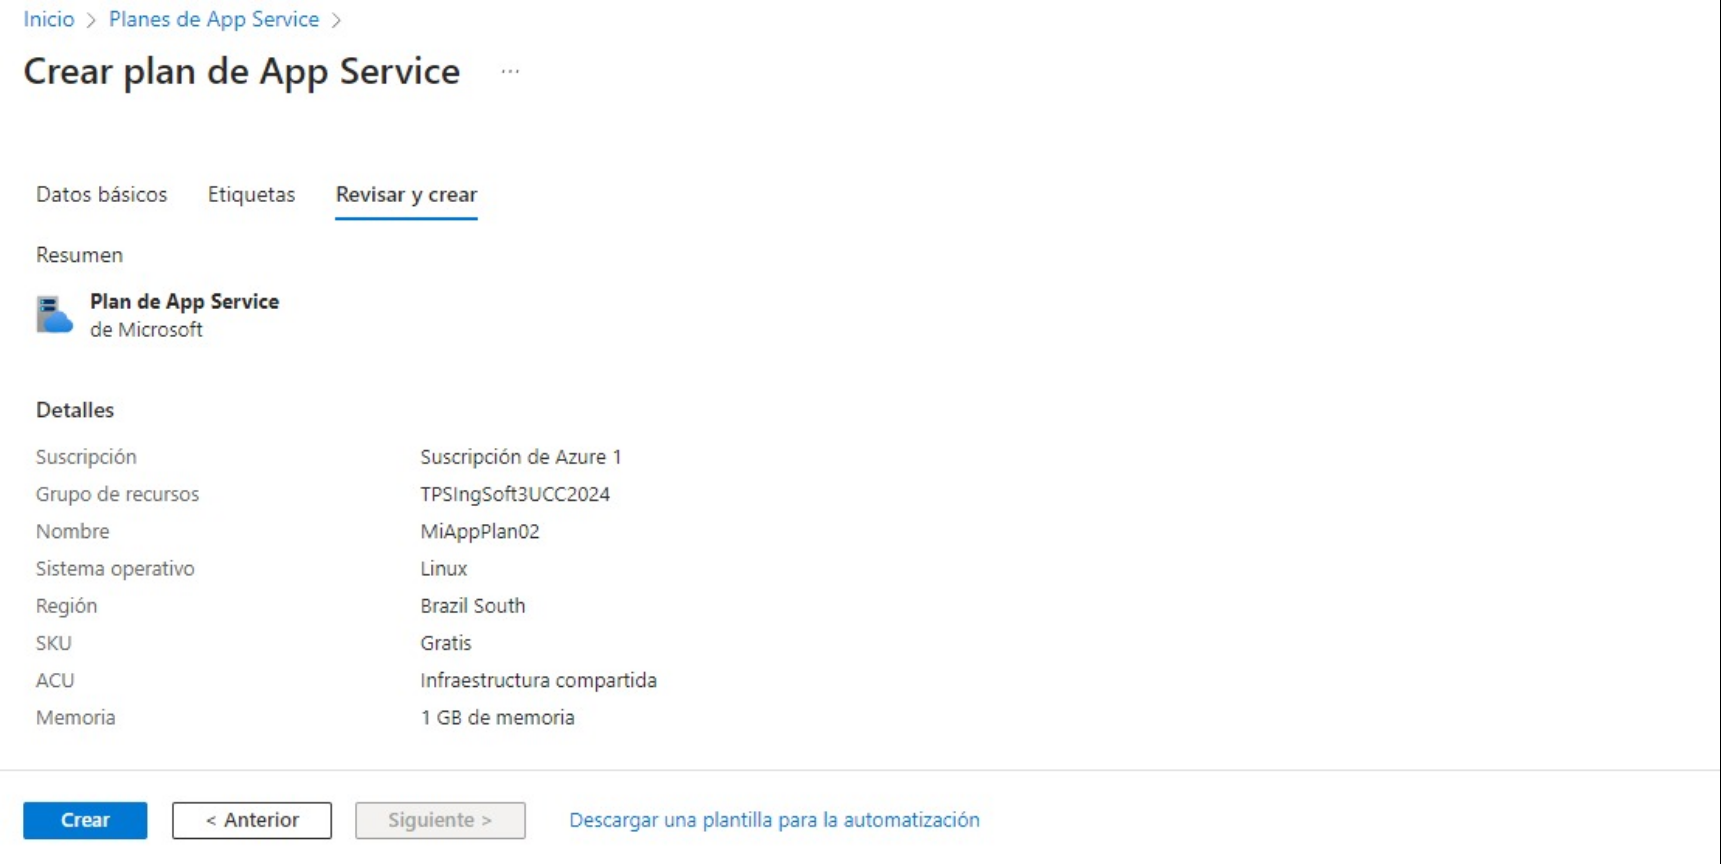 Inicio > Planes de App Service >
Crear plan de App Service ...
Datos básicos Etiquetas Revisar y crear
Resumen
Plan de App Service
de Microsoft
Detalles
Suscripción Suscripción de Azure 1
Grupo de recursos TPSIngSoft3UCC2024
Nombre MiAppPlan02
Sistema operativo Linux
Región Brazil South
SKU Gratis
ACU Infraestructura compartida
Memoria 1 GB de memoria
Crear < Anterior Siguiente > Descargar una plantilla para la automatización